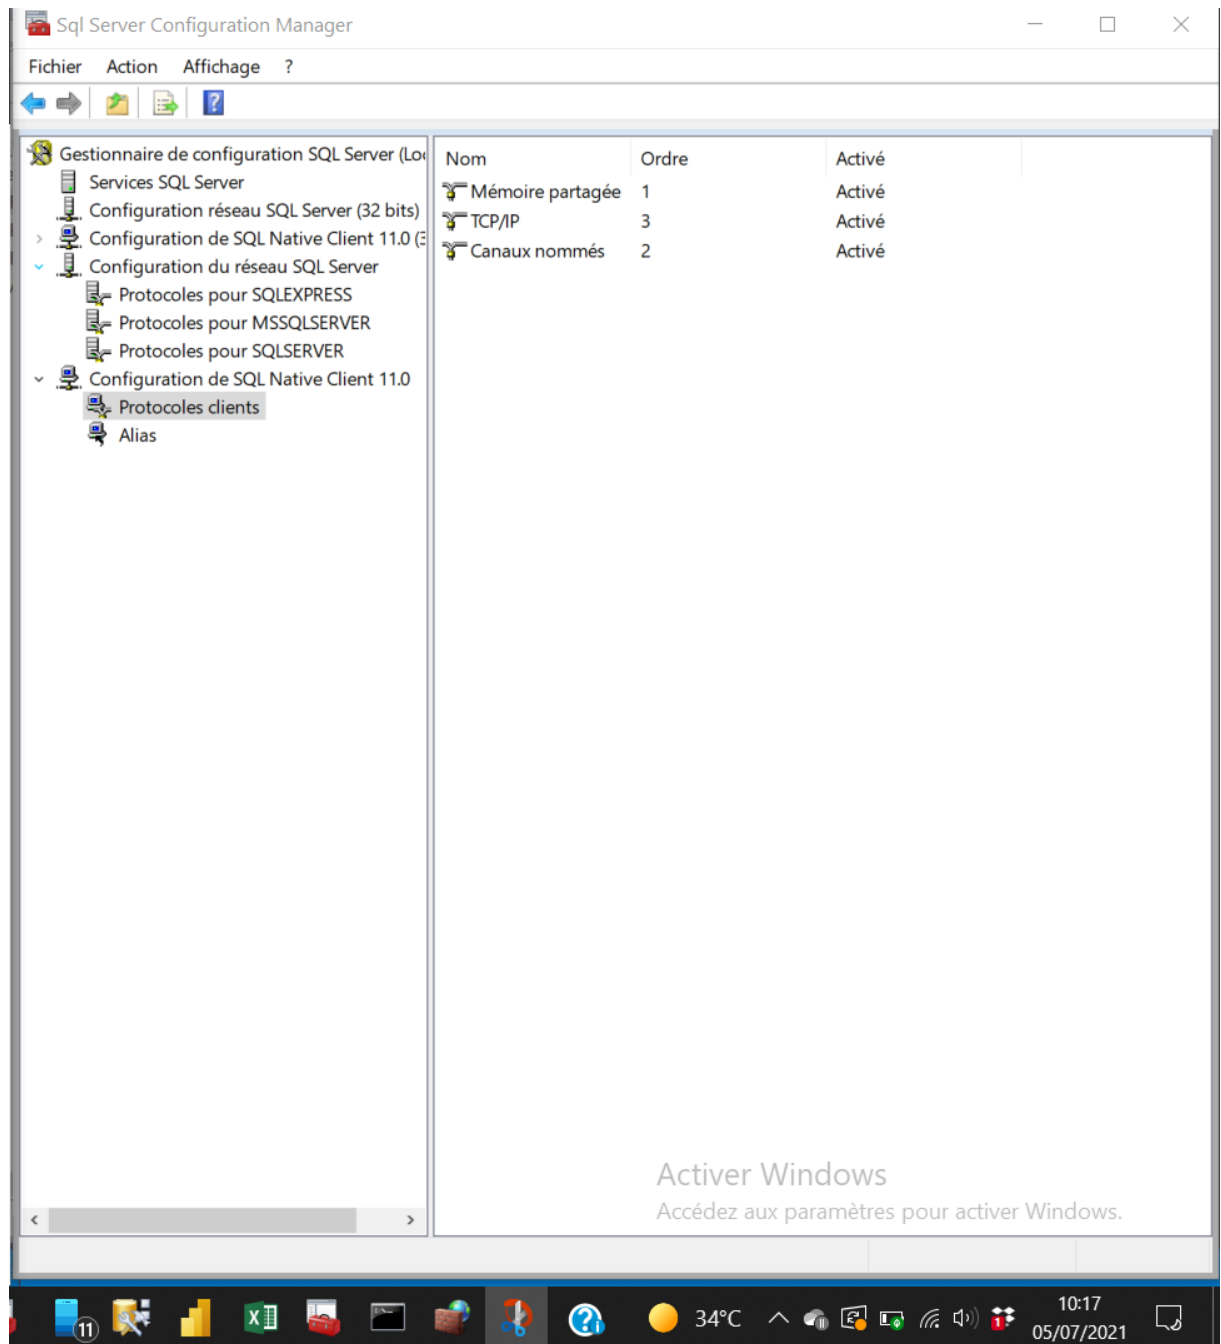 Sql Server Configuration Manager
Fichier Action Affichage ?
Gestionnaire de configuration SQL Server (Loc
Services SQL Server
Configuration réseau SQL Server (32 bits)
Configuration de SQL Native Client 11.0 (3
Configuration du réseau SQL Server
Protocoles pour SQLEXPRESS
Protocoles pour MSSQLSERVER
Protocoles pour SQLSERVER
Configuration de SQL Native Client 11.0
Protocoles clients
Alias
Nom Ordre Activé
Mémoire partagée 1 Activé
TCP/IP 3 Activé
Canaux nommés 2 Activé
Activer Windows
Accédez aux paramètres pour activer Windows.
11
34°C
1
10:17
05/07/2021